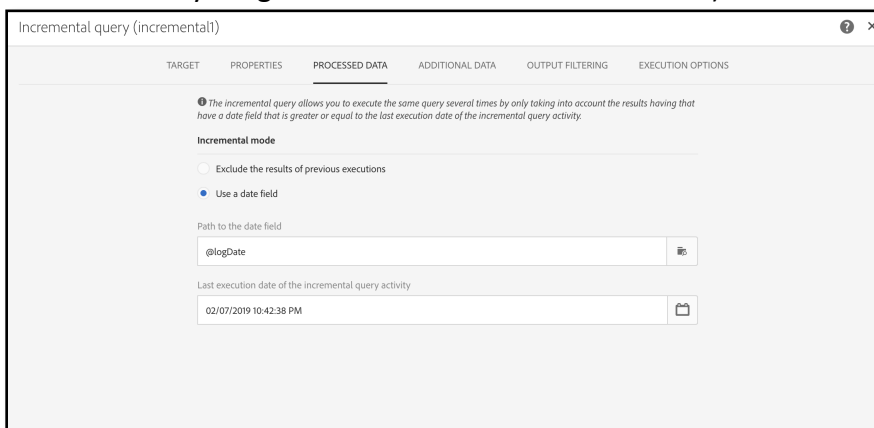 Incremental query (incremental1)
TARGET PROPERTIES PROCESSED DATA ADDITIONAL DATA OUTPUT FILTERING EXECUTION OPTIONS
The incremental query allows you to execute the same query several times by only taking into account the results having that
have a date field that is greater or equal to the last execution date of the incremental query activity.
Incremental mode
Exclude the results of previous executions
Use a date field
Path to the date field
@logDate
Last execution date of the incremental query activity
02/07/2019 10:42:38 PM